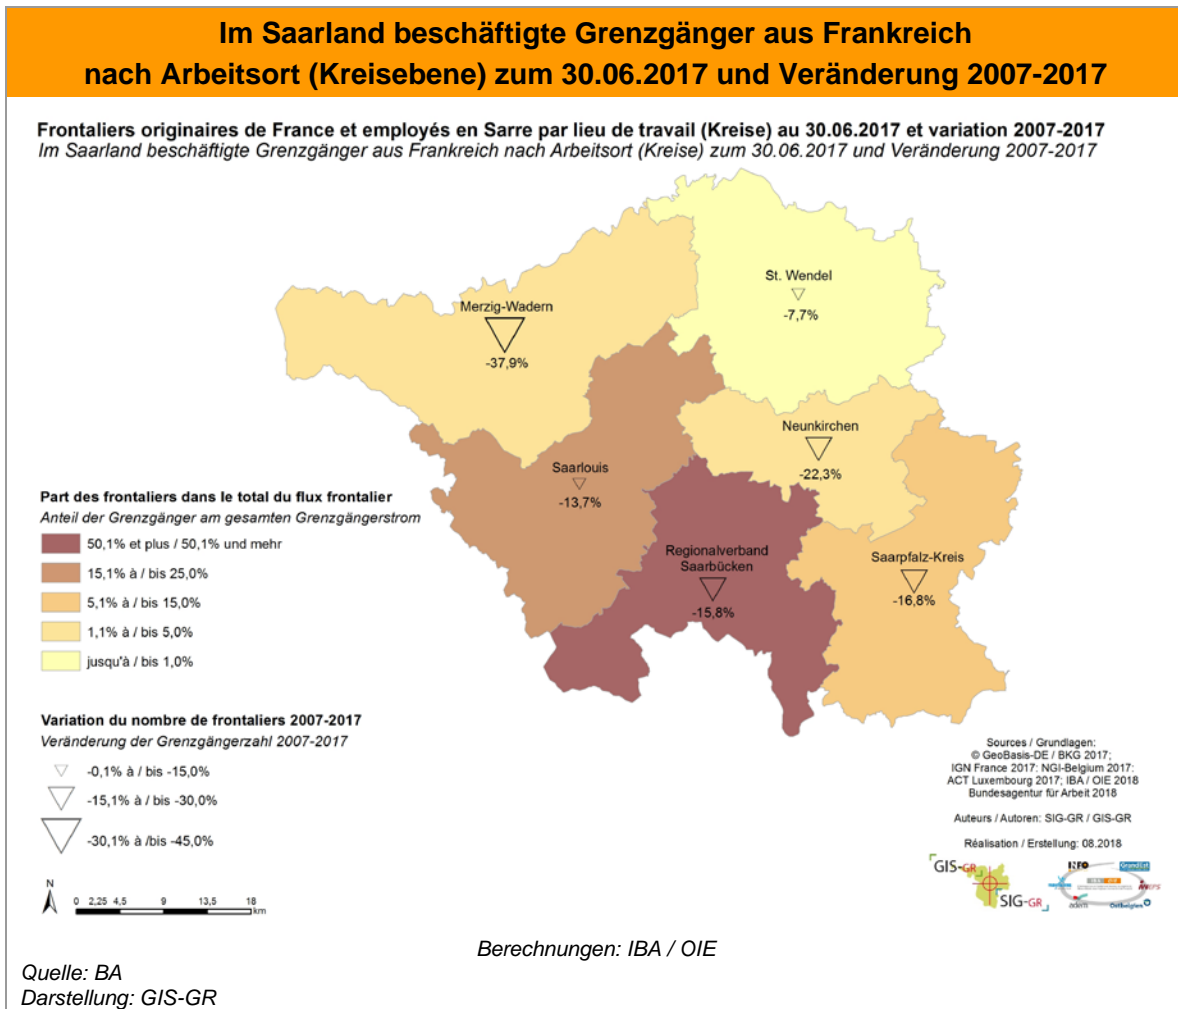 Im Saarland beschäftigte Grenzgänger aus Frankreich
nach Arbeitsort (Kreisebene) zum 30.06.2017 und Veränderung 2007-2017
Frontaliers originaires de France et employés en Sarre par lieu de travail (Kreise) au 30.06.2017 et variation 2007-2017
Im Saarland beschäftigte Grenzgänger aus Frankreich nach Arbeitsort (Kreise) zum 30.06.2017 und Veränderung 2007-2017
St. Wendel
-7,7%
Merzig-Wadern
-37,9%
Neunkirchen
-22,3%
Saarlouis
-13,7%
Regionalverband
Saarbücken
-15,8%
Saarpfalz-Kreis
-16,8%
Part des frontaliers dans le total du flux frontalier
Anteil der Grenzgänger am gesamten Grenzgängerstrom
50,1% et plus / 50,1% und mehr
15,1% à / bis 25,0%
5,1% à / bis 15,0%
1,1% à / bis 5,0%
jusqu'à / bis 1,0%
Variation du nombre de frontaliers 2007-2017
Veränderung der Grenzgängerzahl 2007-2017
-0,1% à / bis -15,0%
-15,1% à / bis -30,0%
-30,1% à /bis -45,0%
N
0 2,25 4,5 9 13,5 18
km
Sources / Grundlagen:
© GeoBasis-DE / BKG 2017;
IGN France 2017; NGI-Belgium 2017;
ACT Luxembourg 2017; IBA / OIE 2018
Bundesagentur für Arbeit 2018
Auteurs / Autoren: SIG-GR / GIS-GR
Réalisation / Erstellung: 08.2018
GIS-GR
SIG-GR
INFO
GrandEst
adem
Ostbelgien
Berechnungen: IBA / OIE
Quelle: BA
Darstellung: GIS-GR